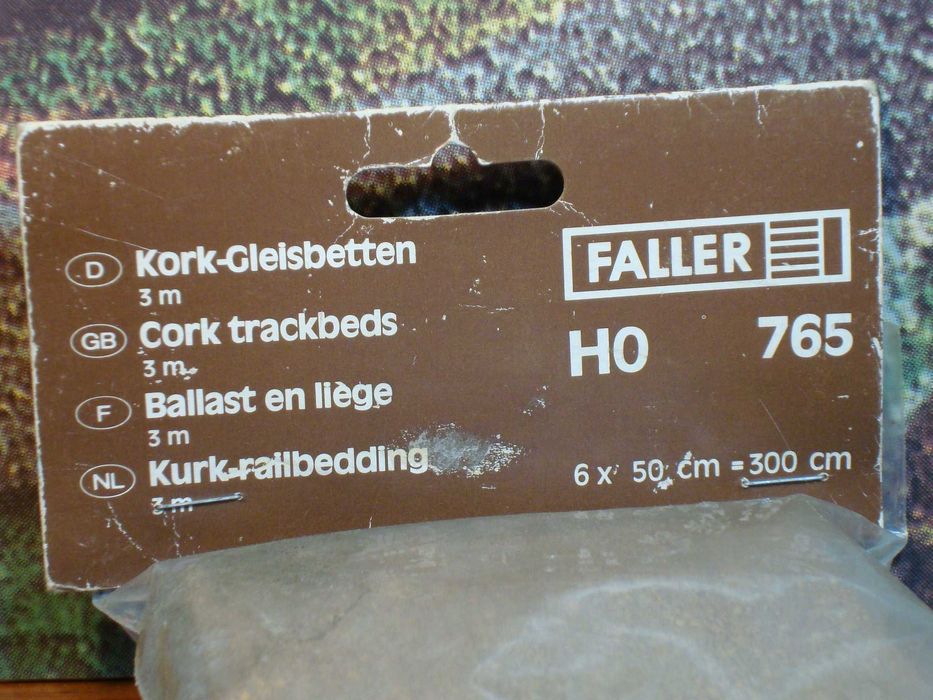 D Kork-Gleisbetten
3 m
GB Cork trackbeds
3 m
F Ballast en liège
3 m
NL Kurk-railbedding
3 m
FALLER
H0 765
6 x 50 cm = 300 cm